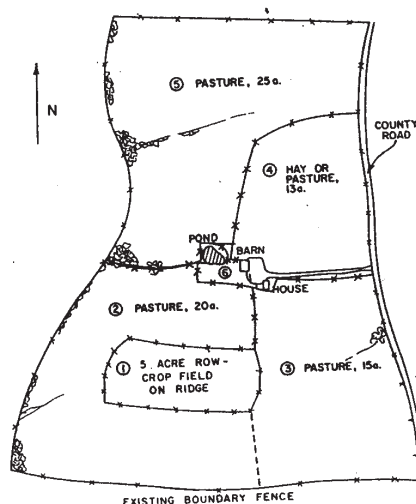 N
⑤ PASTURE, 25a.
COUNTY
ROAD
④ HAY OR
PASTURE,
13a.
POND
BARN
⑥
HOUSE
② PASTURE, 20a.
① 5 ACRE ROW-
CROP FIELD
ON RIDGE
③ PASTURE, 15a.
EXISTING BOUNDARY FENCE